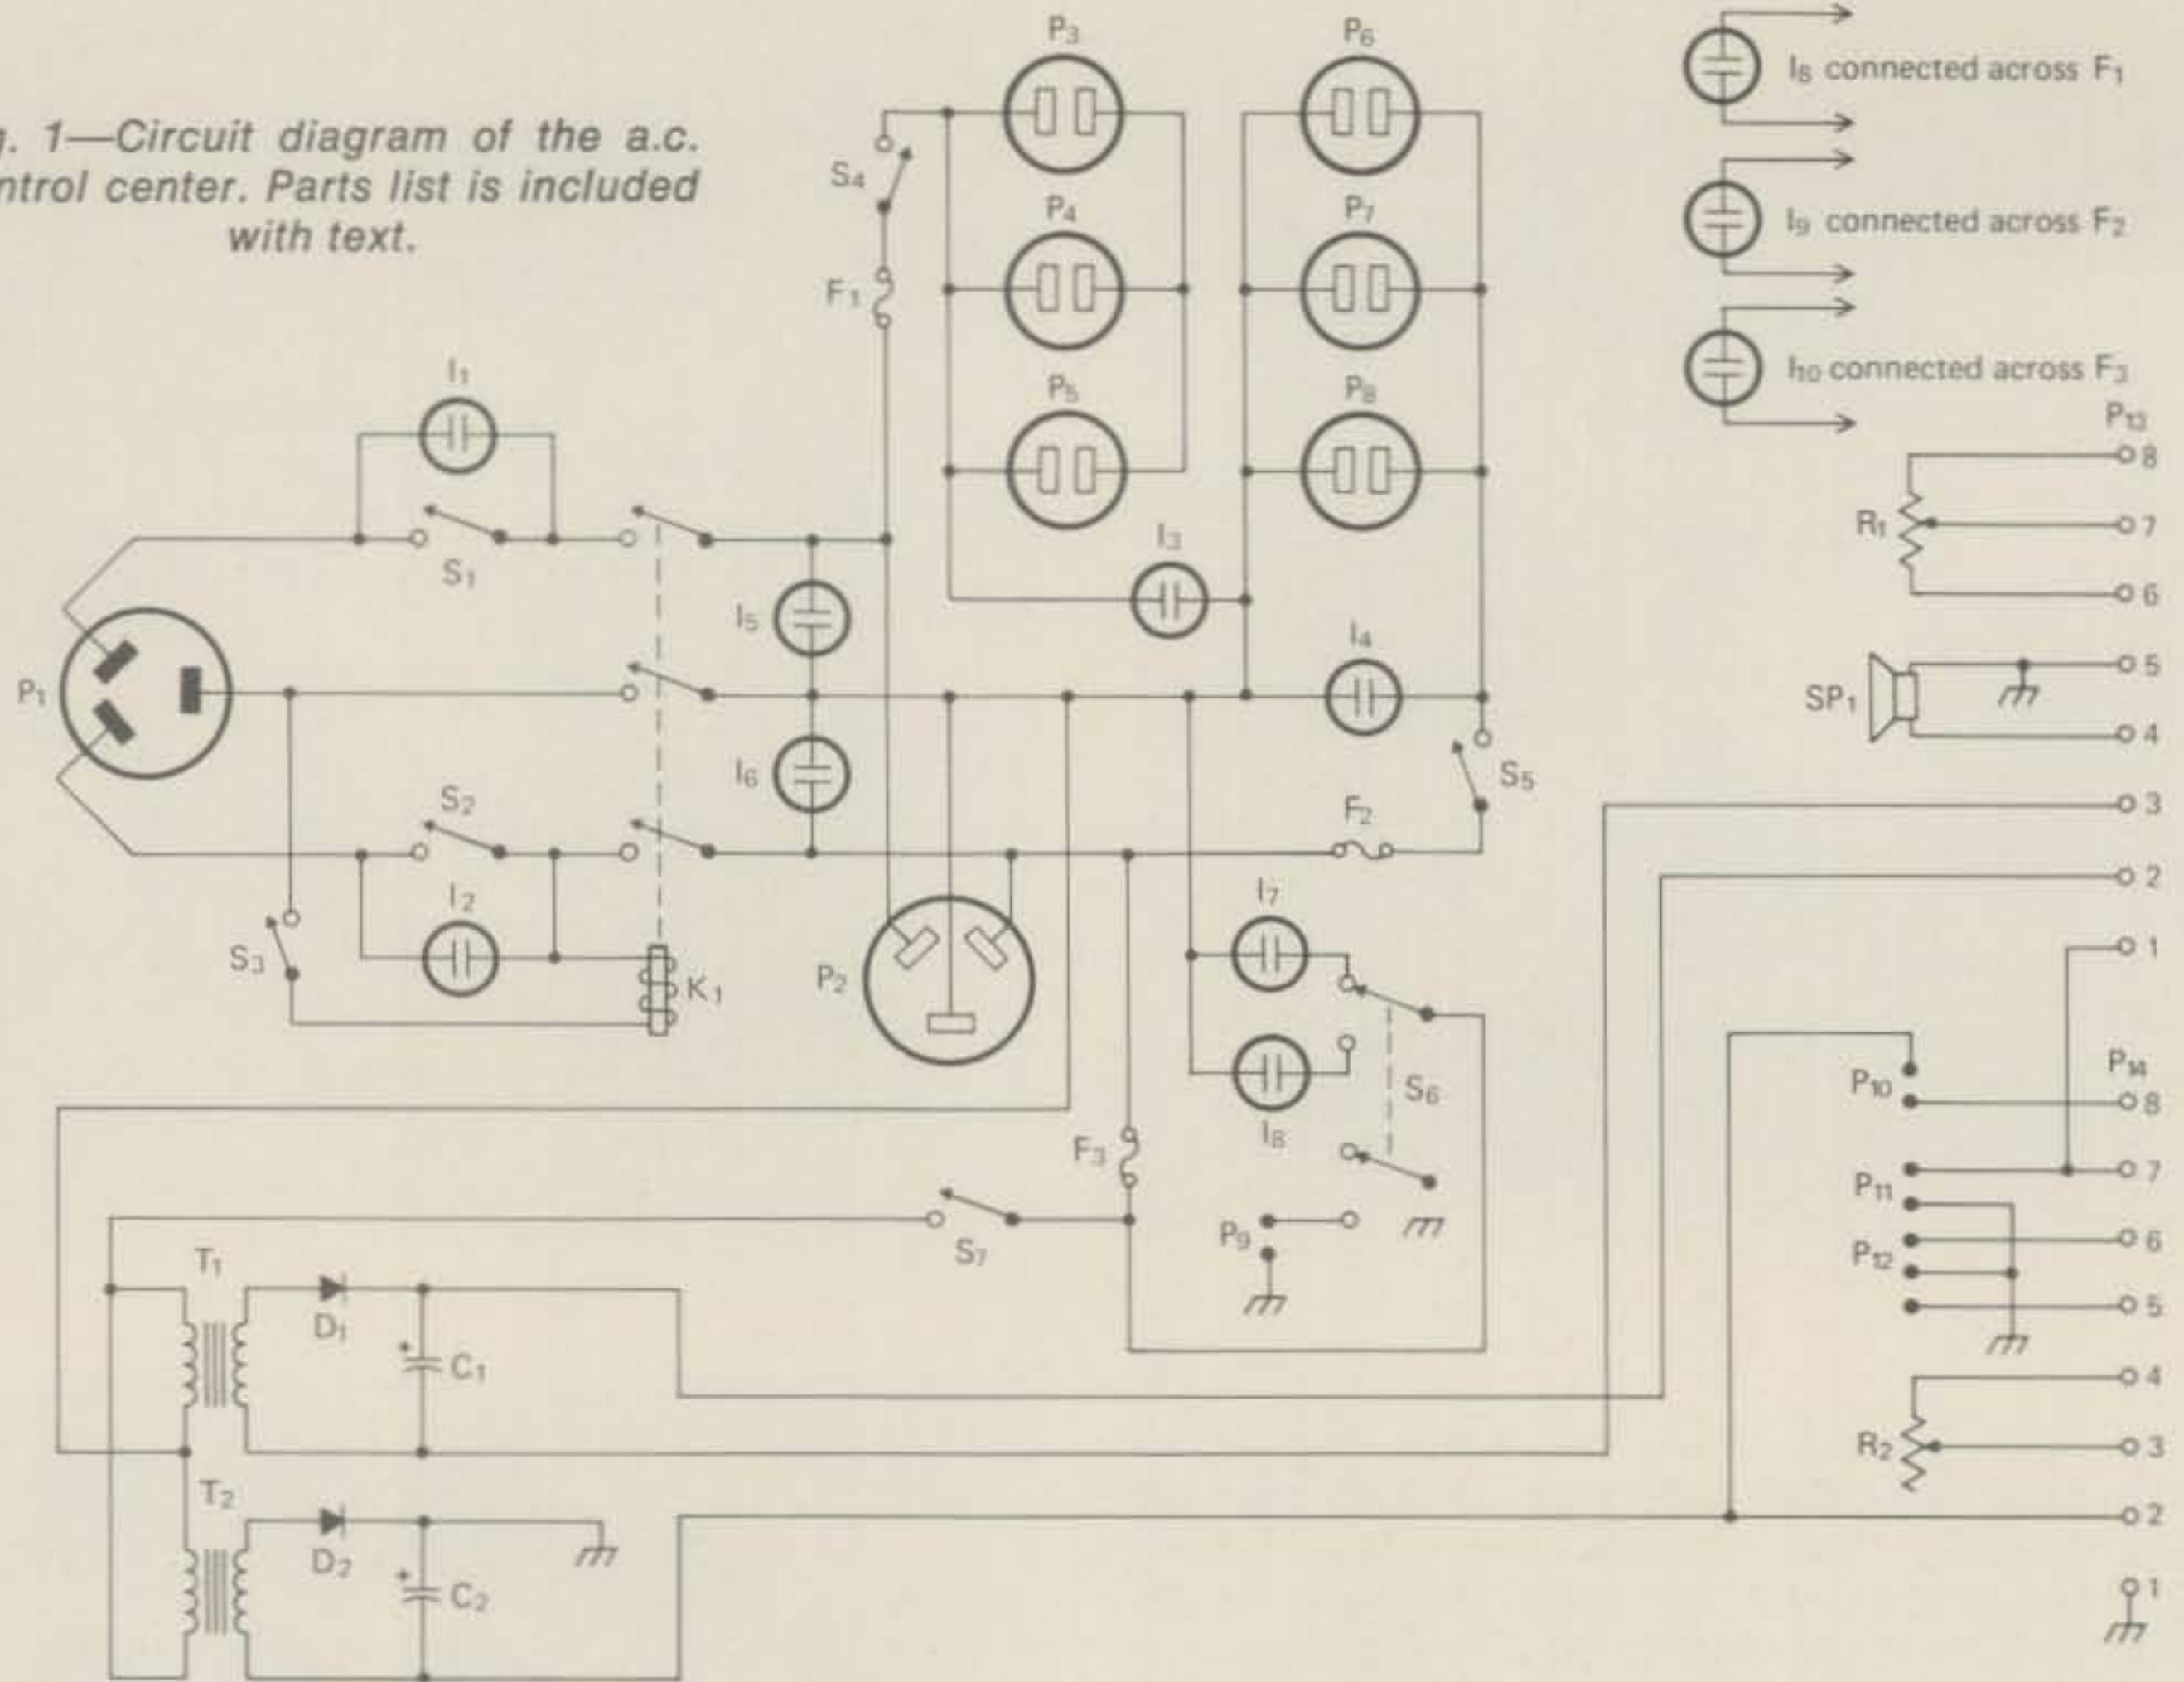 g. 1—Circuit diagram of the a.c.
ntrol center. Parts list is included
with text.
P3
P6
I8 connected across F1
S4
P4
P7
I9 connected across F2
F1
I1
P5
P8
I10 connected across F3
P13
8
R1
7
S1
I3
6
I5
I4
5
P1
SP1
4
I6
S5
S2
F2
3
I2
I7
2
S3
K1
P2
1
S6
P10
P14
8
I8
F3
P11
7
S7
P9
6
T1
P12
5
D1
C1
4
R2
3
T2
2
D2
C2
1